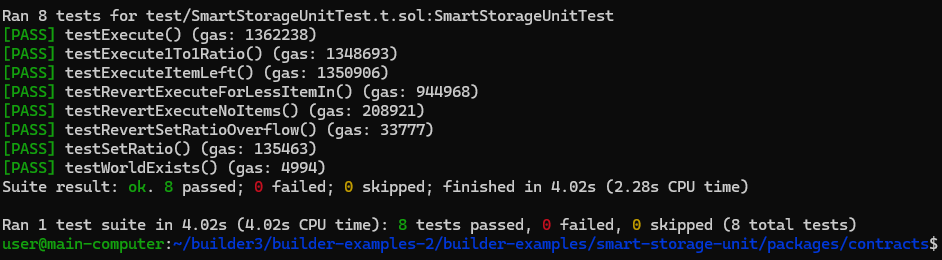 Ran 8 tests for test/SmartStorageUnitTest.t.sol:SmartStorageUnitTest
[PASS] testExecute() (gas: 1362238)
[PASS] testExecute1To1Ratio() (gas: 1348693)
[PASS] testExecuteItemLeft() (gas: 1350906)
[PASS] testRevertExecuteForLessItemIn() (gas: 944968)
[PASS] testRevertExecuteNoItems() (gas: 208921)
[PASS] testRevertSetRatioOverflow() (gas: 33777)
[PASS] testSetRatio() (gas: 135463)
[PASS] testWorldExists() (gas: 4994)
Suite result: ok. 8 passed; 0 failed; 0 skipped; finished in 4.02s (2.28s CPU time)
Ran 1 test suite in 4.02s (4.02s CPU time): 8 tests passed, 0 failed, 0 skipped (8 total tests)
user@main-computer:~/builder3/builder-examples-2/builder-examples/smart-storage-unit/packages/contracts$